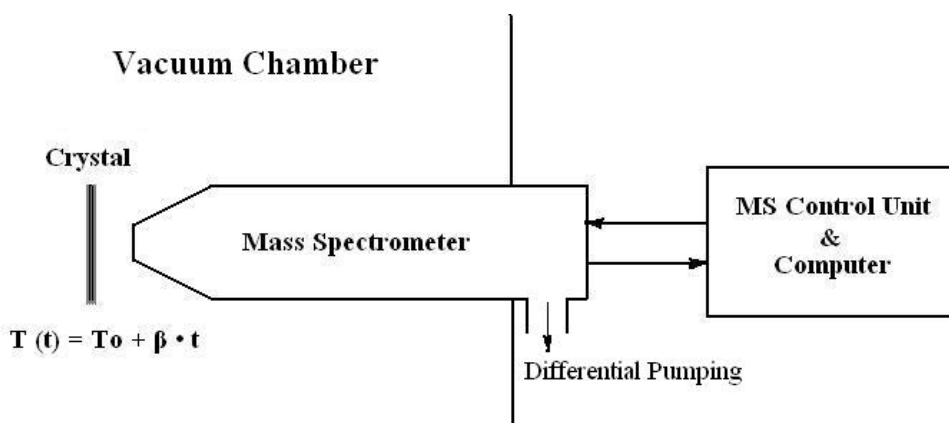 Vacuum Chamber
Crystal
Mass Spectrometer
MS Control Unit
&
Computer
T (t) = To + β • t
Differential Pumping